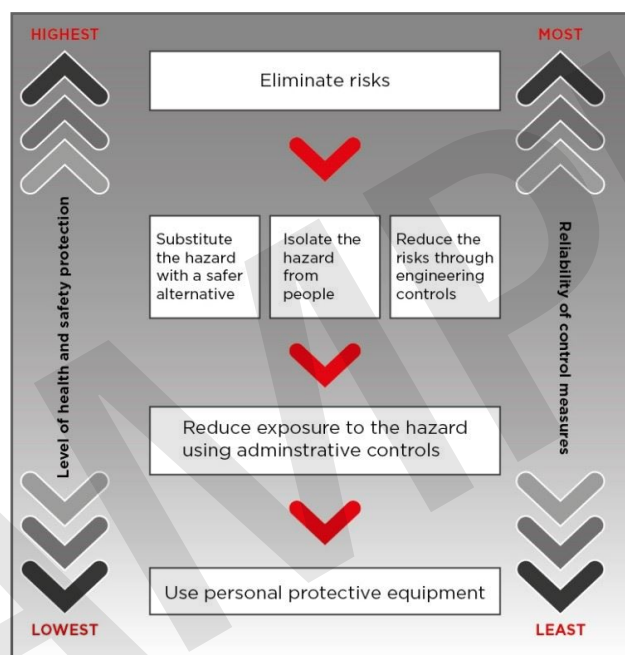 HIGHEST
MOST
Eliminate risks
Substitute
the hazard
with a safer
alternative
Isolate the
hazard
from
people
Reduce the
risks through
engineering
controls
Level of health and safety protection
Reliability of control measures
Reduce exposure to the hazard
using adminstrative controls
Use personal protective equipment
LOWEST
LEAST